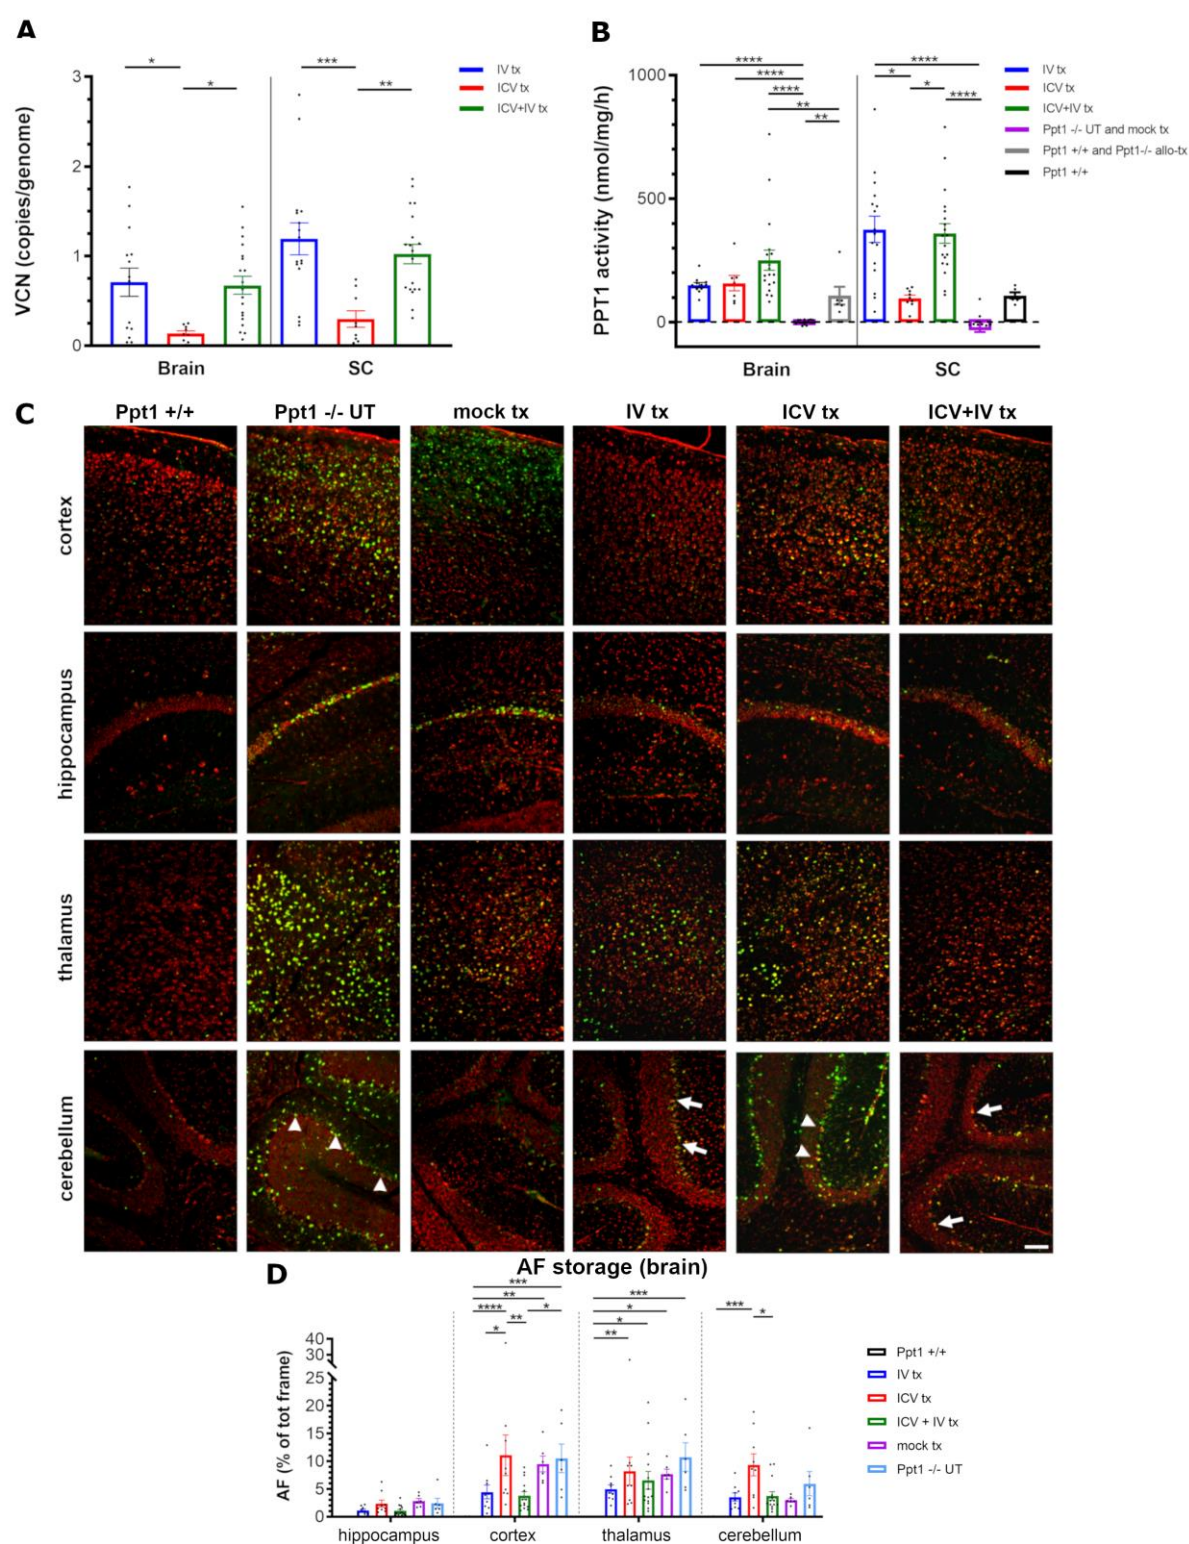 A
*
*
***
**
3
2
1
0
VCN (copies/genome)
Brain
SC
IV tx
ICV tx
ICV+IV tx
B
****
****
****
**
**
****
*
*
****
1000
500
0
PPT1 activity (nmol/mg/h)
Brain
SC
IV tx
ICV tx
ICV+IV tx
Ppt1 -/- UT and mock tx
Ppt1 +/+ and Ppt1-/- allo-tx
Ppt1 +/+
C
Ppt1 +/+ Ppt1 -/- UT mock tx IV tx ICV tx ICV+IV tx
cortex
hippocampus
thalamus
cerebellum
D
AF storage (brain)
***
**
****
*
**
*
***
*
*
**
***
*
40
30
25
20
15
10
5
0
AF (% of tot frame)
hippocampus cortex thalamus cerebellum
Ppt1 +/+
IV tx
ICV tx
ICV + IV tx
mock tx
Ppt1 -/- UT